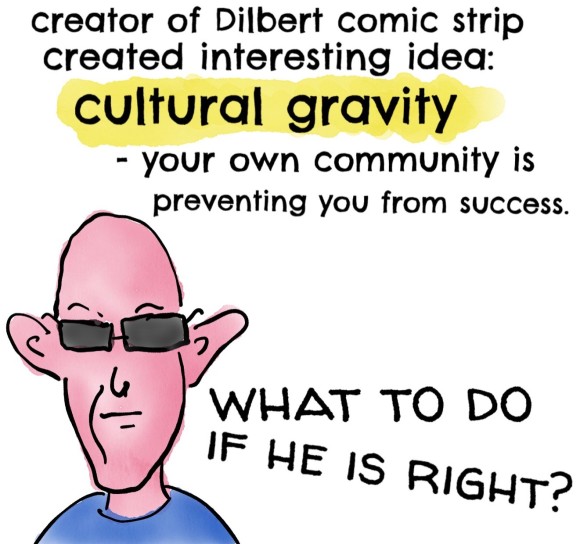 creator of Dilbert comic strip
created interesting idea:
cultural gravity
- your own community is
preventing you from success.
WHAT TO DO
IF HE IS RIGHT?